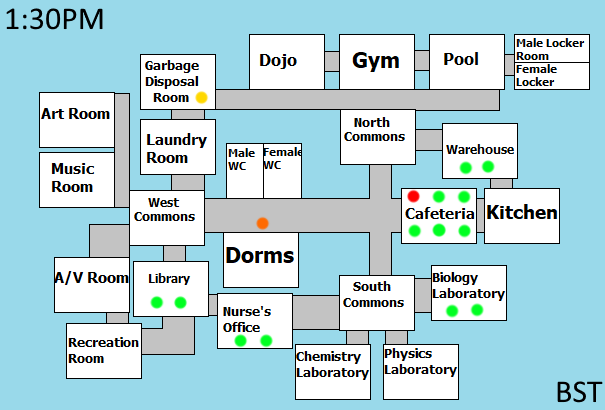 1:30PM
Dojo
Gym
Pool
Male Locker
Room
Female
Locker
Garbage
Disposal
Room
Art Room
Music
Room
Laundry
Room
Male
WC
Female
WC
North
Commons
Warehouse
West
Commons
Dorms
Cafeteria
Kitchen
A/V Room
Library
Nurse's
Office
South
Commons
Biology
Laboratory
Recreation
Room
Chemistry
Laboratory
Physics
Laboratory
BST